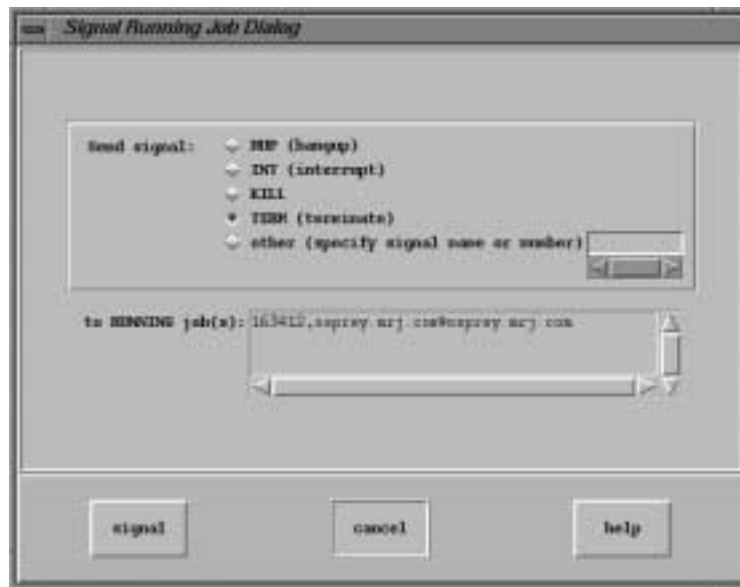 Signal Running Job Dialog
Send signal:
HUP (hangup)
INT (interrupt)
KILL
TERM (terminate)
other (specify signal name or number)
to RUNNING job(s): 163412.osprey.mrj.com@osprey.mrj.com
signal cancel help